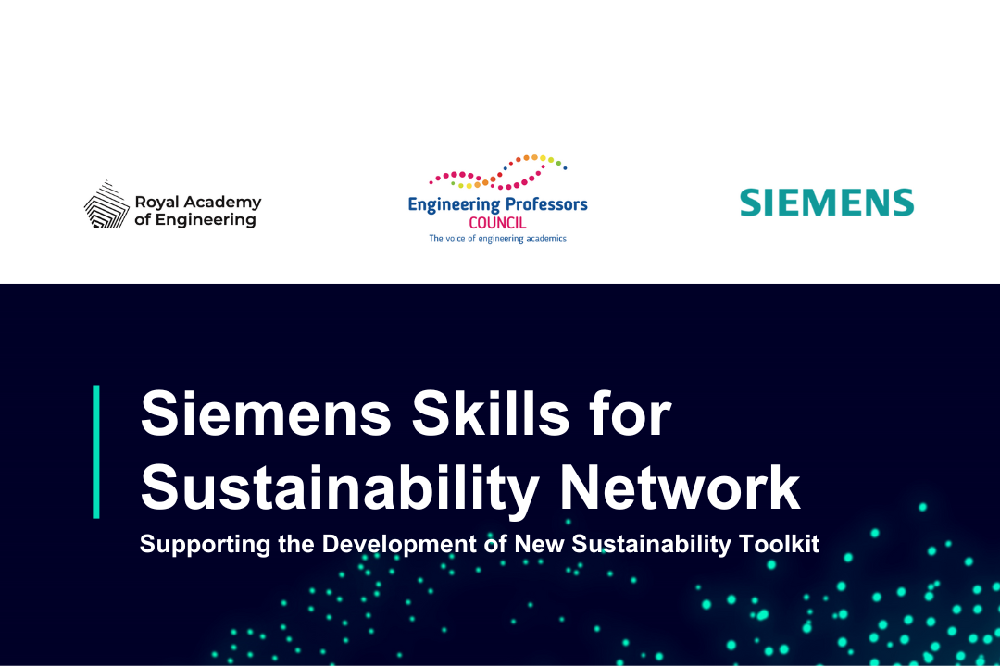 Royal Academy
of Engineering
Engineering Professors
COUNCIL
The voice of engineering academics
SIEMENS
Siemens Skills for
Sustainability Network
Supporting the Development of New Sustainability Toolkit